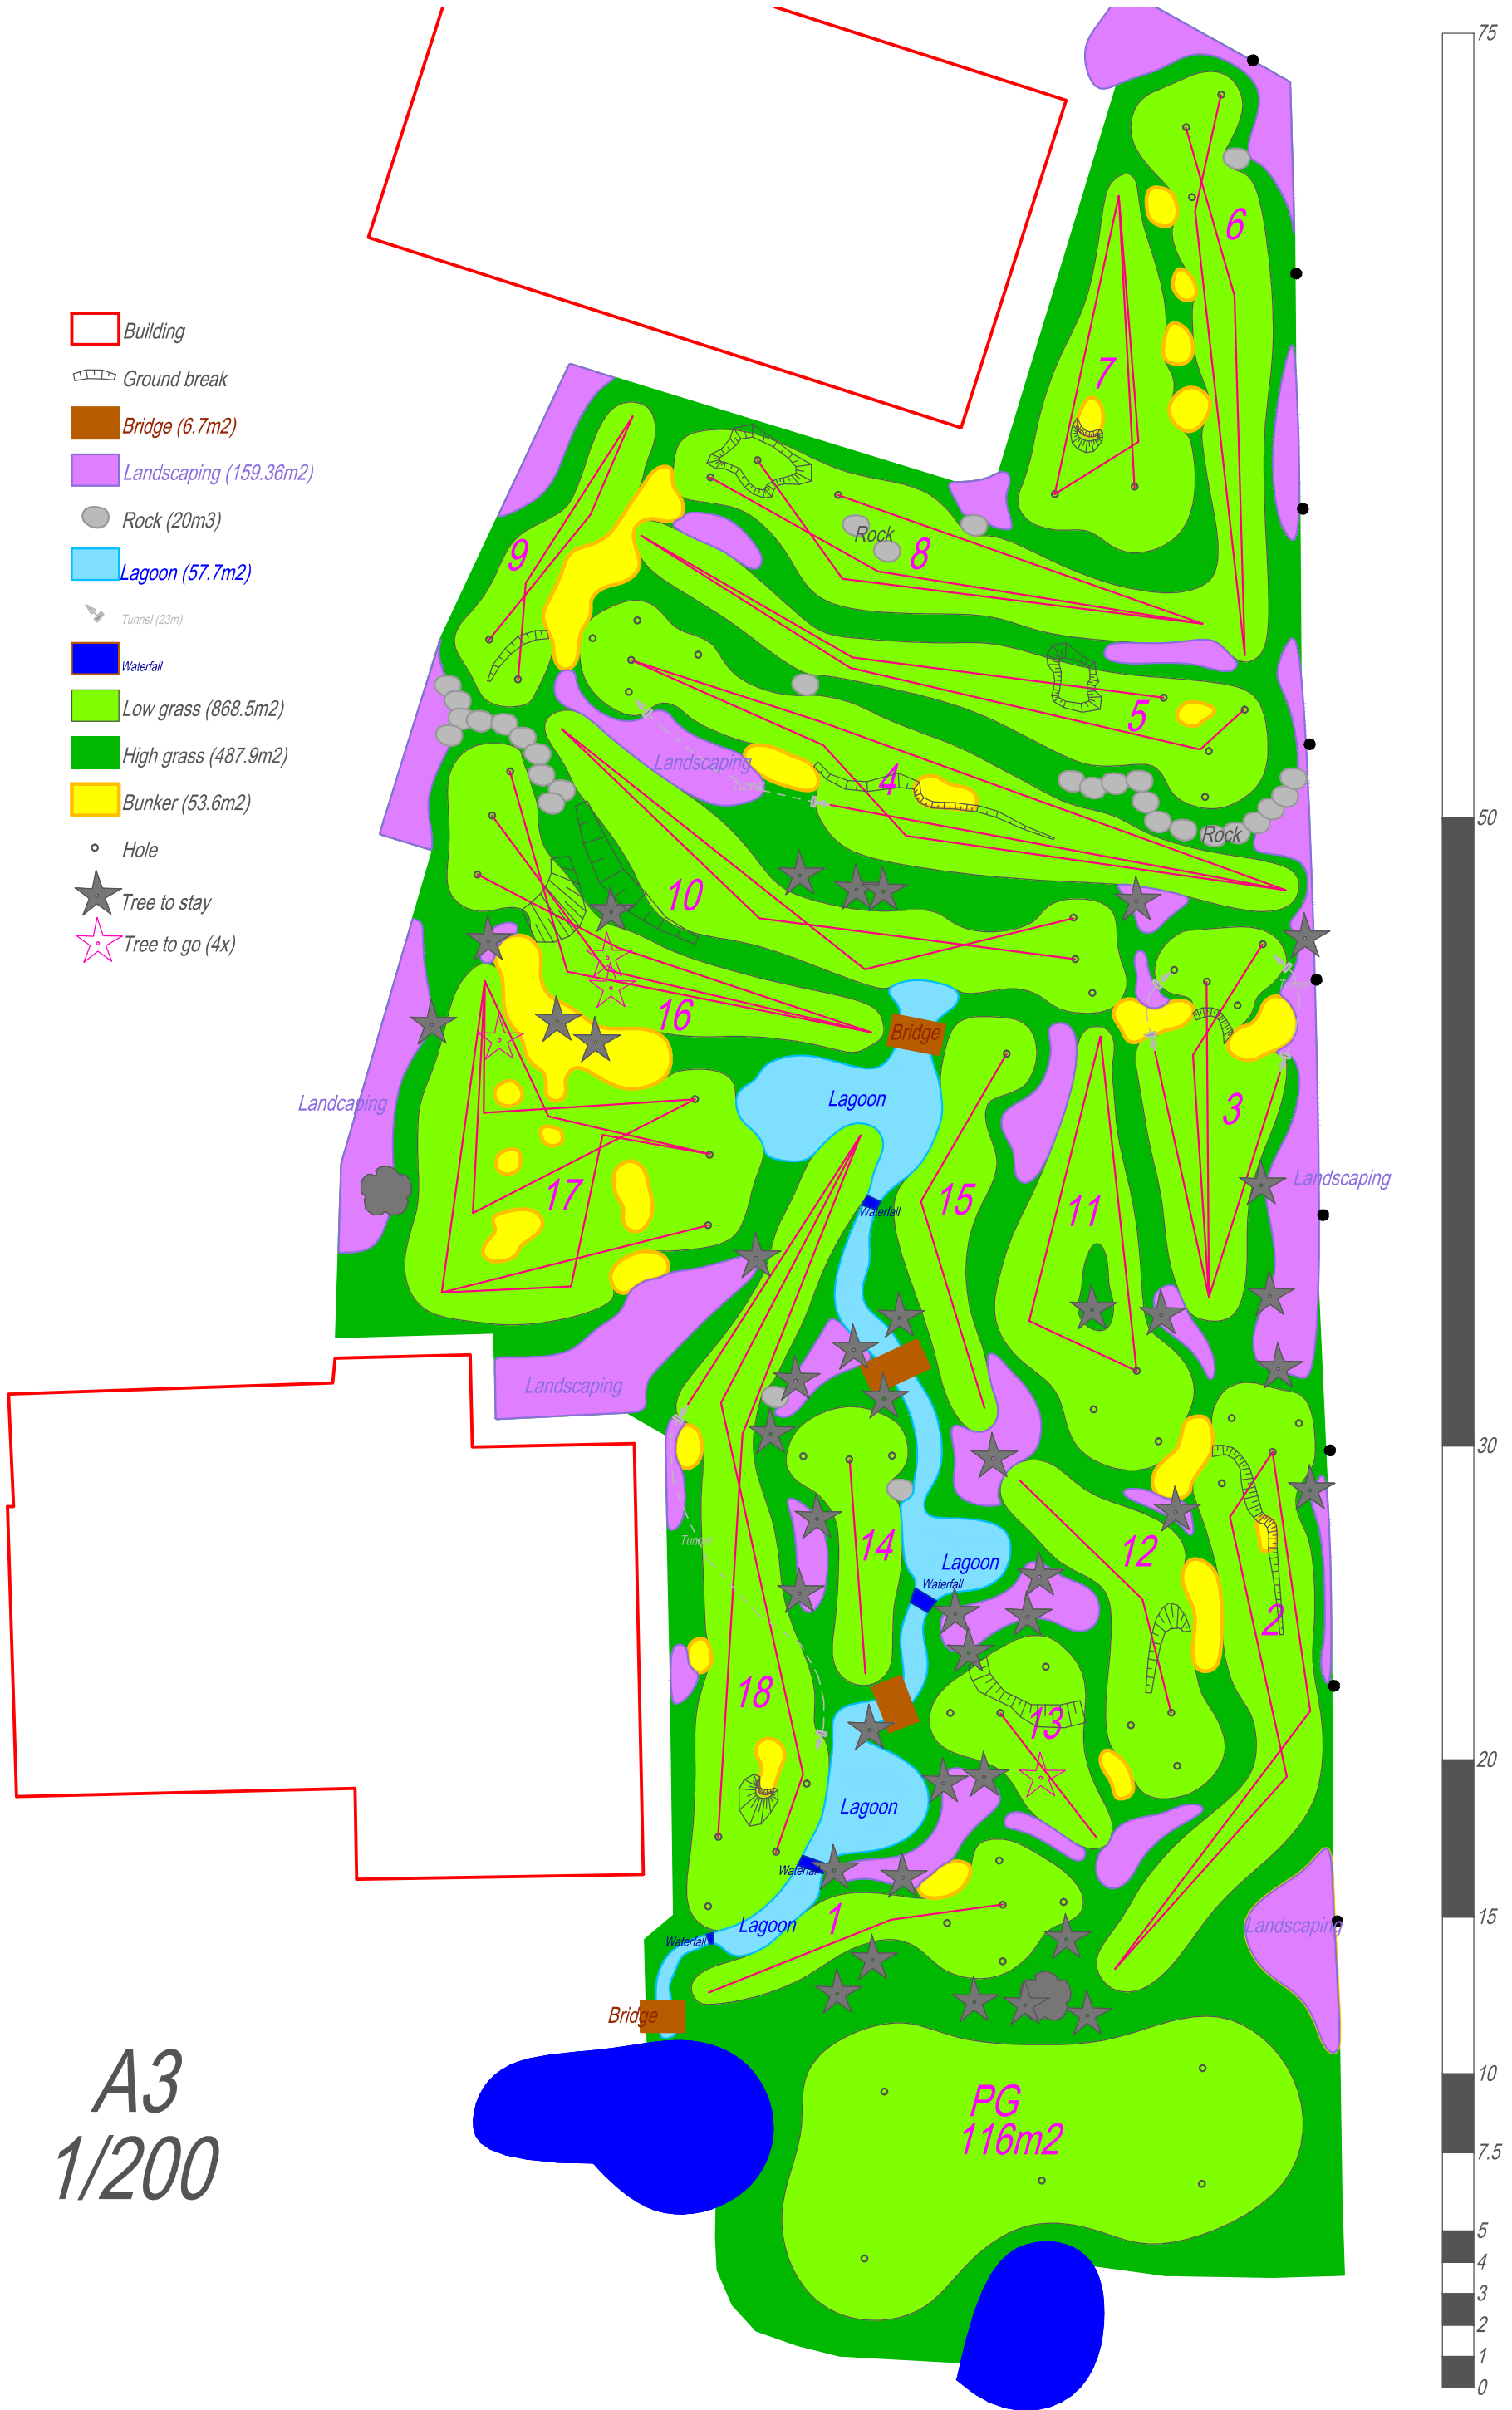 75
6
7
Building
Ground break
Bridge (6.7m2)
Landscaping (159.36m2)
Rock (20m3)
Lagoon (57.7m2)
Tunnel (23m)
Waterfall
Low grass (868.5m2)
High grass (487.9m2)
Bunker (53.6m2)
Hole
Tree to stay
Tree to go (4x)
9
Rock
8
5
Landscaping
Tunnel
4
Rock
50
10
Tunnel
16
Bridge
Lagoon
Landcaping
3
Landscaping
17
15
11
Waterfall
Landscaping
30
Tunnel
14
12
Lagoon
Waterfall
2
18
13
20
Lagoon
Waterfall
15
1
Lagoon
Landscaping
Waterfall
Bridge
A3
1/200
10
PG
116m2
7.5
5
4
3
2
1
0